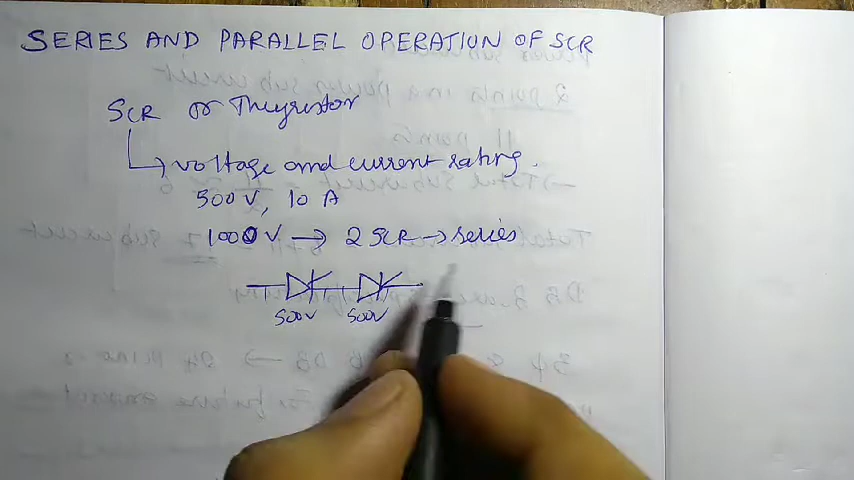 SERIES AND PARALLEL OPERATION OF SCR
SCR or Thyristor
voltage and current rating.
500 V, 10 A
1000 V → 2 SCR → series
500V 500V